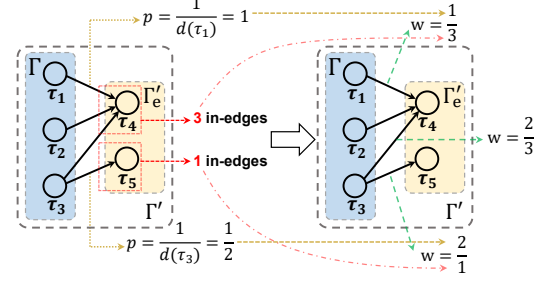 p = 1/d(τ₁) = 1
w = 1/3
Γ
τ₁
τ₂
τ₃
Γ′ₑ
τ₄
τ₅
Γ′
3 in-edges
1 in-edges
p = 1/d(τ₃) = 1/2
Γ
τ₁
τ₂
τ₃
Γ′ₑ
τ₄
τ₅
Γ′
w = 2/3
w = 2/1